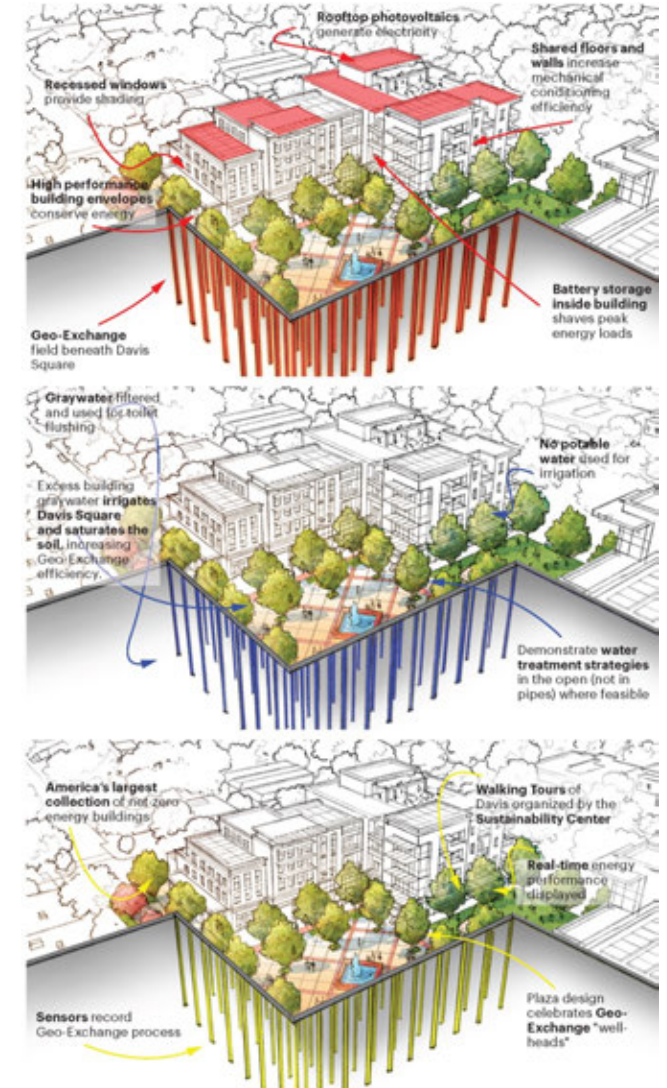 Rooftop photovoltaics
generate electricity
Shared floors and
walls increase
mechanical
conditioning
efficiency
Recessed windows
provide shading
High performance
building envelopes
conserve energy
Geo-Exchange
field beneath Davis
Square
Battery storage
inside building
shaves peak
energy loads
Graywater filtered
and used for toilet
flushing
No potable
water used for
irrigation
Excess building
graywater irrigates
Davis Square
and saturates the
soil, increasing
Geo-Exchange
efficiency.
Demonstrate water
treatment strategies
in the open (not in
pipes) where feasible
America's largest
collection of net zero
energy buildings
Walking Tours of
Davis organized by the
Sustainability Center
Real-time energy
performance
displayed
Sensors record
Geo-Exchange process
Plaza design
celebrates Geo-
Exchange "well-
heads"